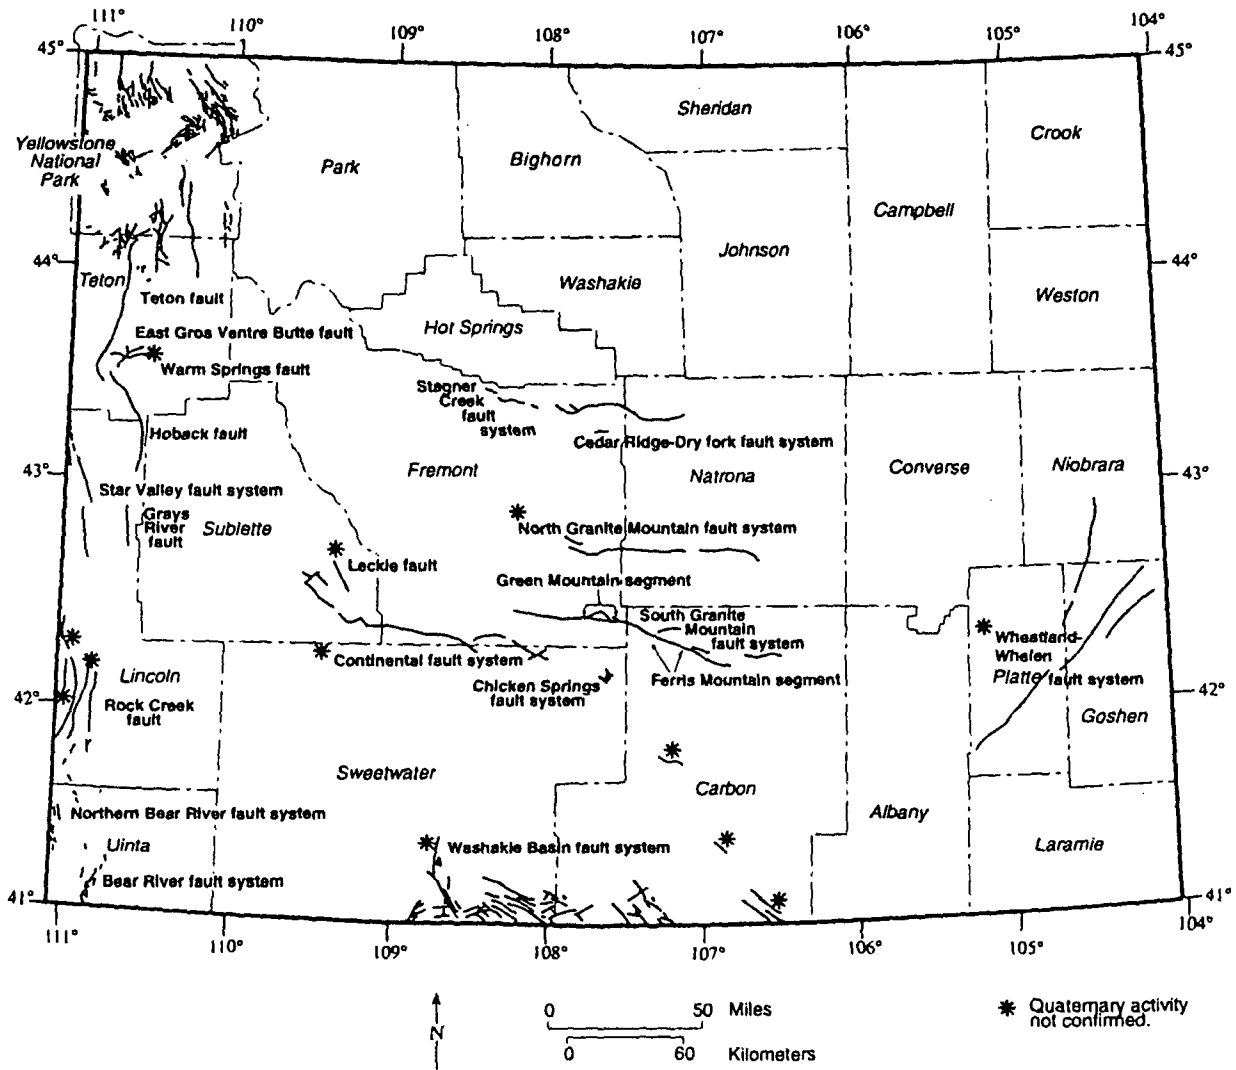 111°
110°
109°
108°
107°
106°
105°
104°
45°
45°
Sheridan
Crook
Yellowstone
National
Park
Park
Bighorn
Campbell
Johnson
44°
44°
Teton
Washakie
Weston
Teton fault
East Gros Ventre Butte fault
Hot Springs
Warm Springs fault
Stagner
Creek
fault
system
Hoback fault
Cedar Ridge-Dry fork fault system
43°
43°
Fremont
Natrona
Converse
Niobrara
Star Valley fault system
Grays
River
fault
Sublette
North Granite Mountain fault system
Leckie fault
Green Mountain segment
South Granite
Mountain
fault system
Wheatland-
Whalen
fault system
Platte
Continental fault system
Chicken Springs
fault system
Ferris Mountain segment
Lincoln
Rock Creek
fault
42°
42°
Goshen
Sweetwater
Carbon
Albany
Northern Bear River fault system
Uinta
Washakie Basin fault system
Laramie
Bear River fault system
41°
41°
111°
110°
109°
108°
107°
106°
105°
104°
N
0 50 Miles
0 60 Kilometers
* Quaternary activity
not confirmed.